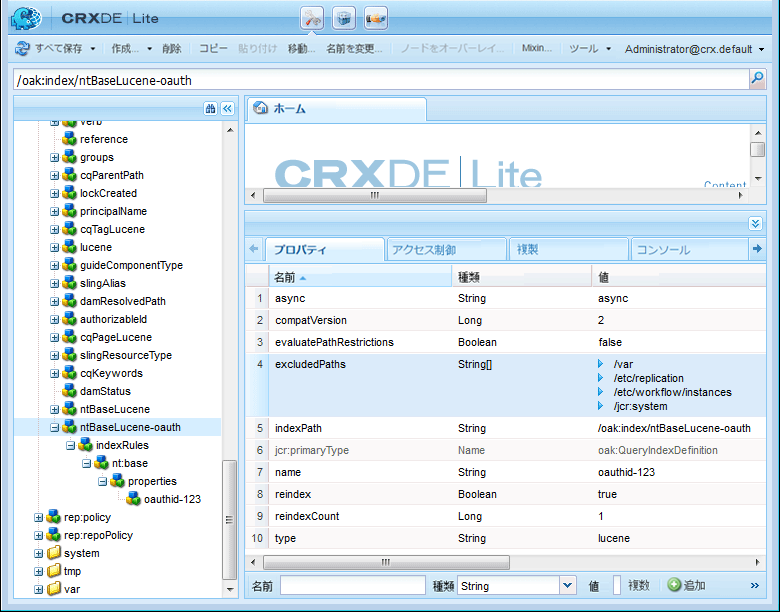 CRXDE | Lite
すべて保存 作成... 削除 コピー 貼り付け 移動... 名前を変更... ノードをオーバーレイ... Mixin... ツール Administrator@crx.default
/oak:index/ntBaseLucene-oauth
verb
reference
groups
cqParentPath
lockCreated
principalName
cqTagLucene
lucene
guideComponentType
slingAlias
damResolvedPath
authorizableId
cqPageLucene
slingResourceType
cqKeywords
damStatus
ntBaseLucene
ntBaseLucene-oauth
indexRules
nt:base
properties
oauthid-123
rep:policy
rep:repoPolicy
system
tmp
var
ホーム
CRXDE | Lite
Content
プロパティ アクセス制御 複製 コンソール
名前 種類 値
1 async String async
2 compatVersion Long 2
3 evaluatePathRestrictions Boolean false
4 excludedPaths String[] /var
/etc/replication
/etc/workflow/instances
/jcr:system
5 indexPath String /oak:index/ntBaseLucene-oauth
6 jcr:primaryType Name oak:QueryIndexDefinition
7 name String oauthid-123
8 reindex Boolean true
9 reindexCount Long 1
10 type String lucene
名前 種類 String 値 複数 追加 »